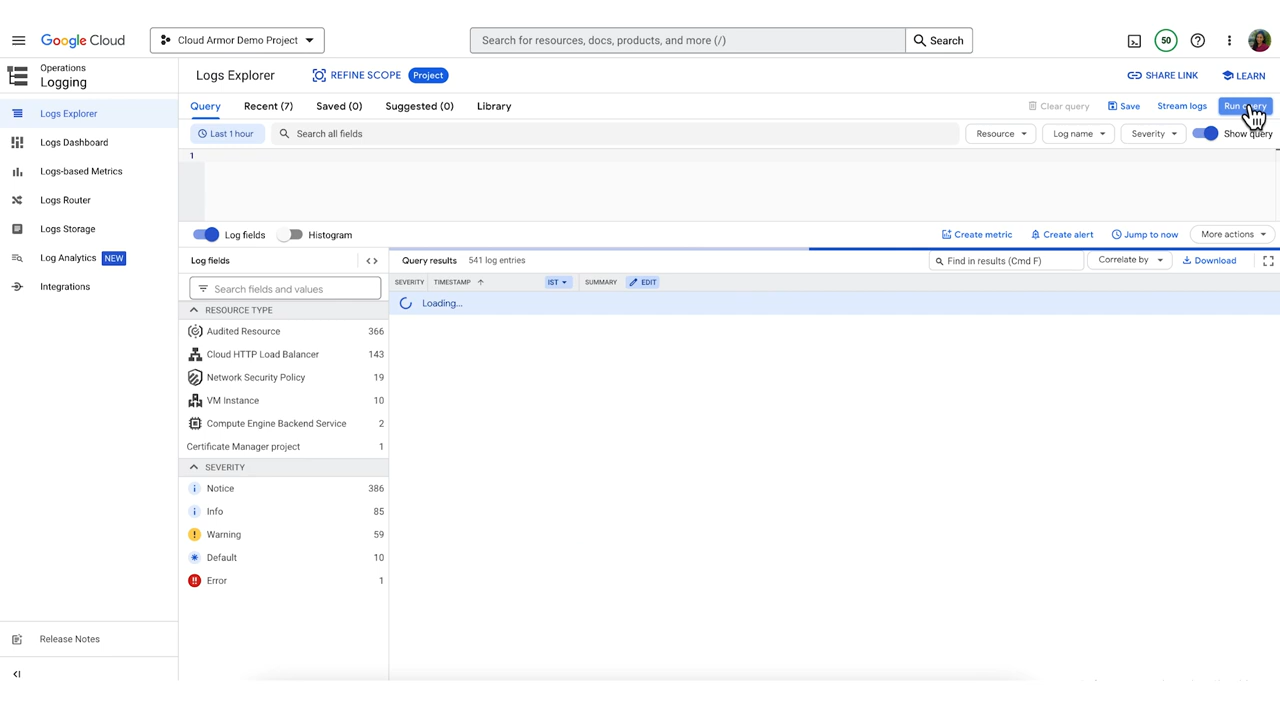 Google Cloud
Cloud Armor Demo Project
Search for resources, docs, products, and more (/)
Search
50
Operations
Logging
Logs Explorer
REFINE SCOPE
Project
SHARE LINK
LEARN
Logs Explorer
Logs Dashboard
Logs-based Metrics
Logs Router
Logs Storage
Log Analytics NEW
Integrations
Release Notes
Query
Recent (7)
Saved (0)
Suggested (0)
Library
Clear query
Save
Stream logs
Run query
Last 1 hour
Search all fields
Resource
Log name
Severity
Show query
1
Log fields
Histogram
Create metric
Create alert
Jump to now
More actions
Log fields
Search fields and values
RESOURCE TYPE
Audited Resource 366
Cloud HTTP Load Balancer 143
Network Security Policy 19
VM Instance 10
Compute Engine Backend Service 2
Certificate Manager project 1
SEVERITY
Notice 386
Info 85
Warning 59
Default 10
Error 1
Query results
541 log entries
Find in results (Cmd F)
Correlate by
Download
SEVERITY
TIMESTAMP
IST
SUMMARY
EDIT
Loading...